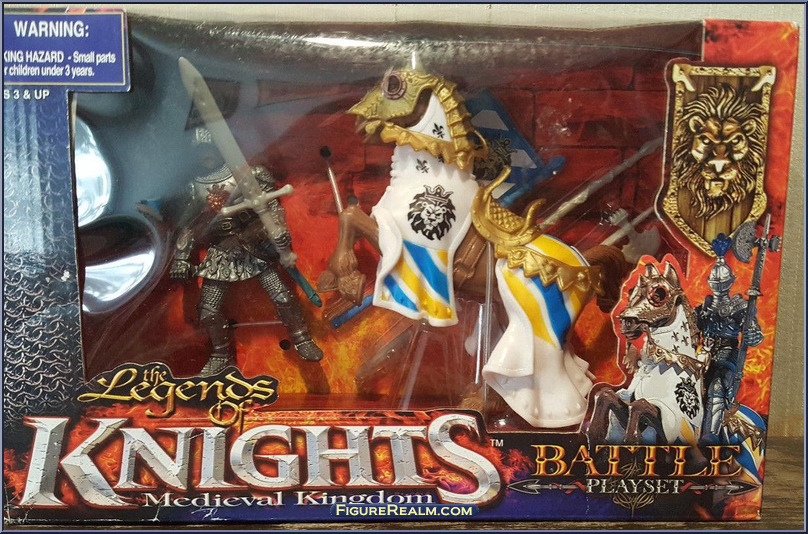 WARNING:
KING HAZARD - Small parts
r children under 3 years.
S 3 & UP
the
Legends
Of
KNIGHTS™
Medieval Kingdom
BATTLE
PLAYSET
FIGUREREALM.COM